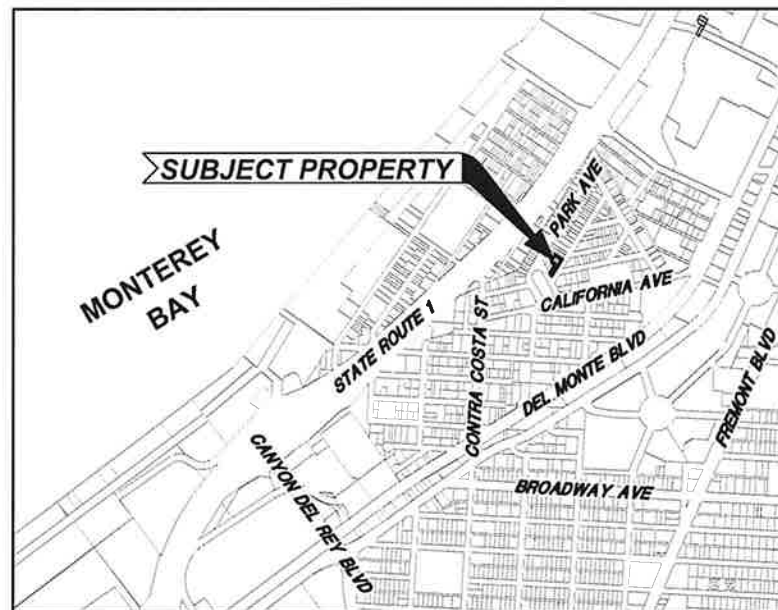 SUBJECT PROPERTY
PARK AVE
MONTEREY
BAY
CALIFORNIA AVE
STATE ROUTE 1
CONTRA COSTA ST
DEL MONTE BLVD
FREMONT BLVD
CANYON DEL REY BLVD
BROADWAY AVE